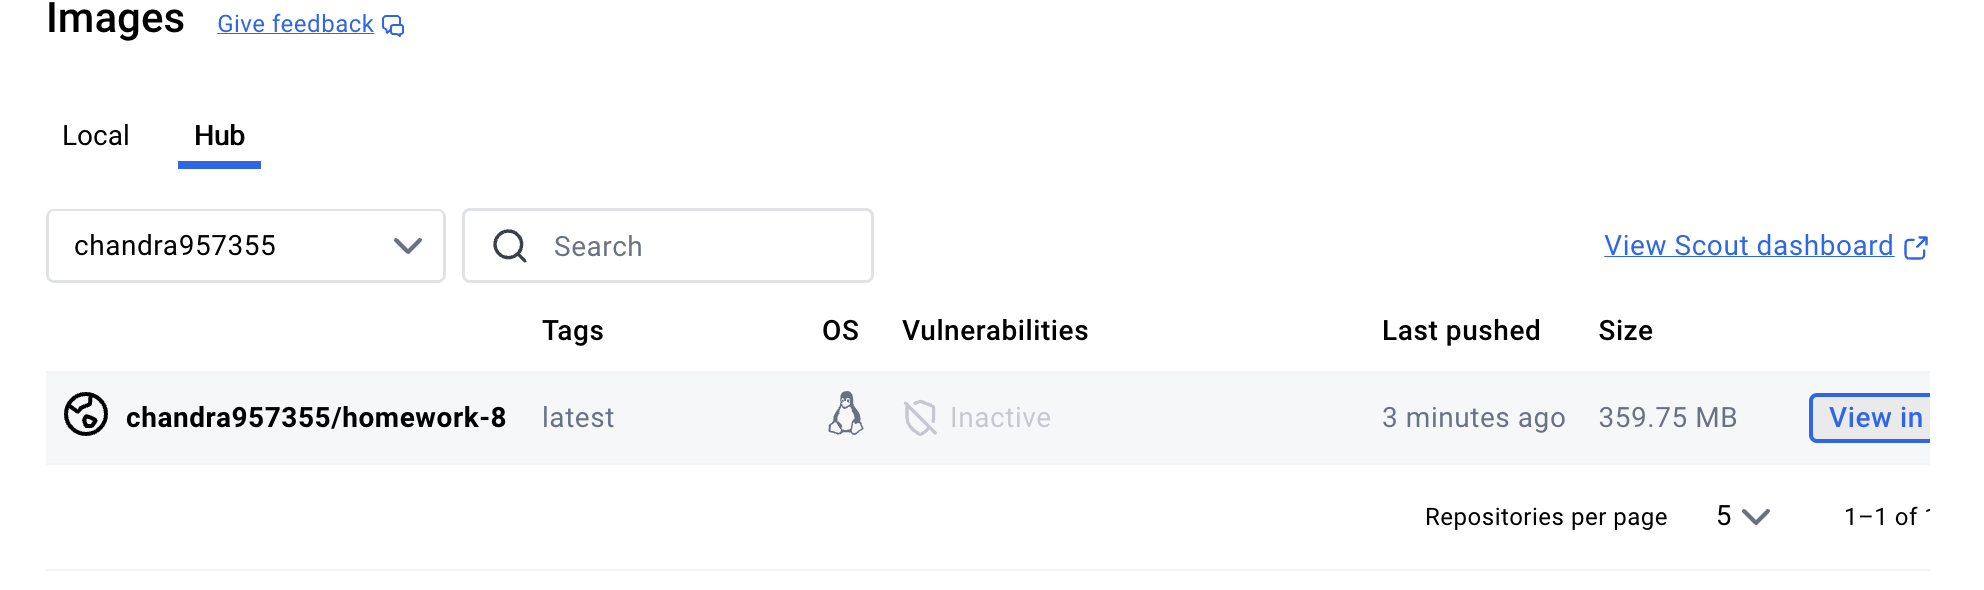 Images Give feedback
Local Hub
chandra957355 Search View Scout dashboard
Tags OS Vulnerabilities Last pushed Size
chandra957355/homework-8 latest Inactive 3 minutes ago 359.75 MB View in
Repositories per page 5 1–1 of